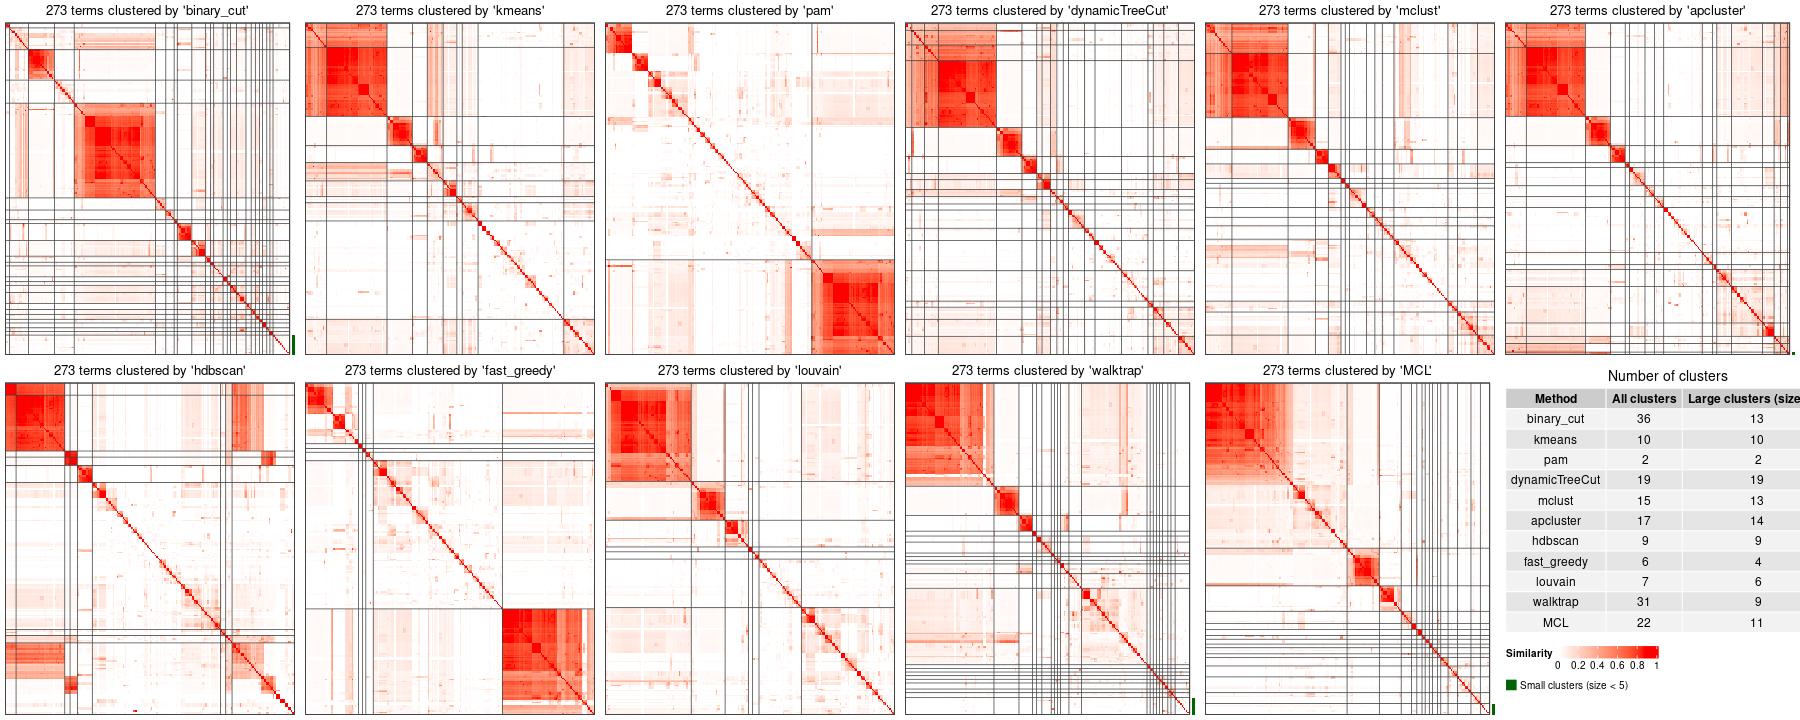 273 terms clustered by 'binary_cut'
273 terms clustered by 'kmeans'
273 terms clustered by 'pam'
273 terms clustered by 'dynamicTreeCut'
273 terms clustered by 'mclust'
273 terms clustered by 'apcluster'
273 terms clustered by 'hdbscan'
273 terms clustered by 'fast_greedy'
273 terms clustered by 'louvain'
273 terms clustered by 'walktrap'
273 terms clustered by 'MCL'
Number of clusters
Method All clusters Large clusters (size
binary_cut 36 13
kmeans 10 10
pam 2 2
dynamicTreeCut 19 19
mclust 15 13
apcluster 17 14
hdbscan 9 9
fast_greedy 6 4
louvain 7 6
walktrap 31 9
MCL 22 11
Similarity
0 0.2 0.4 0.6 0.8 1
Small clusters (size < 5)